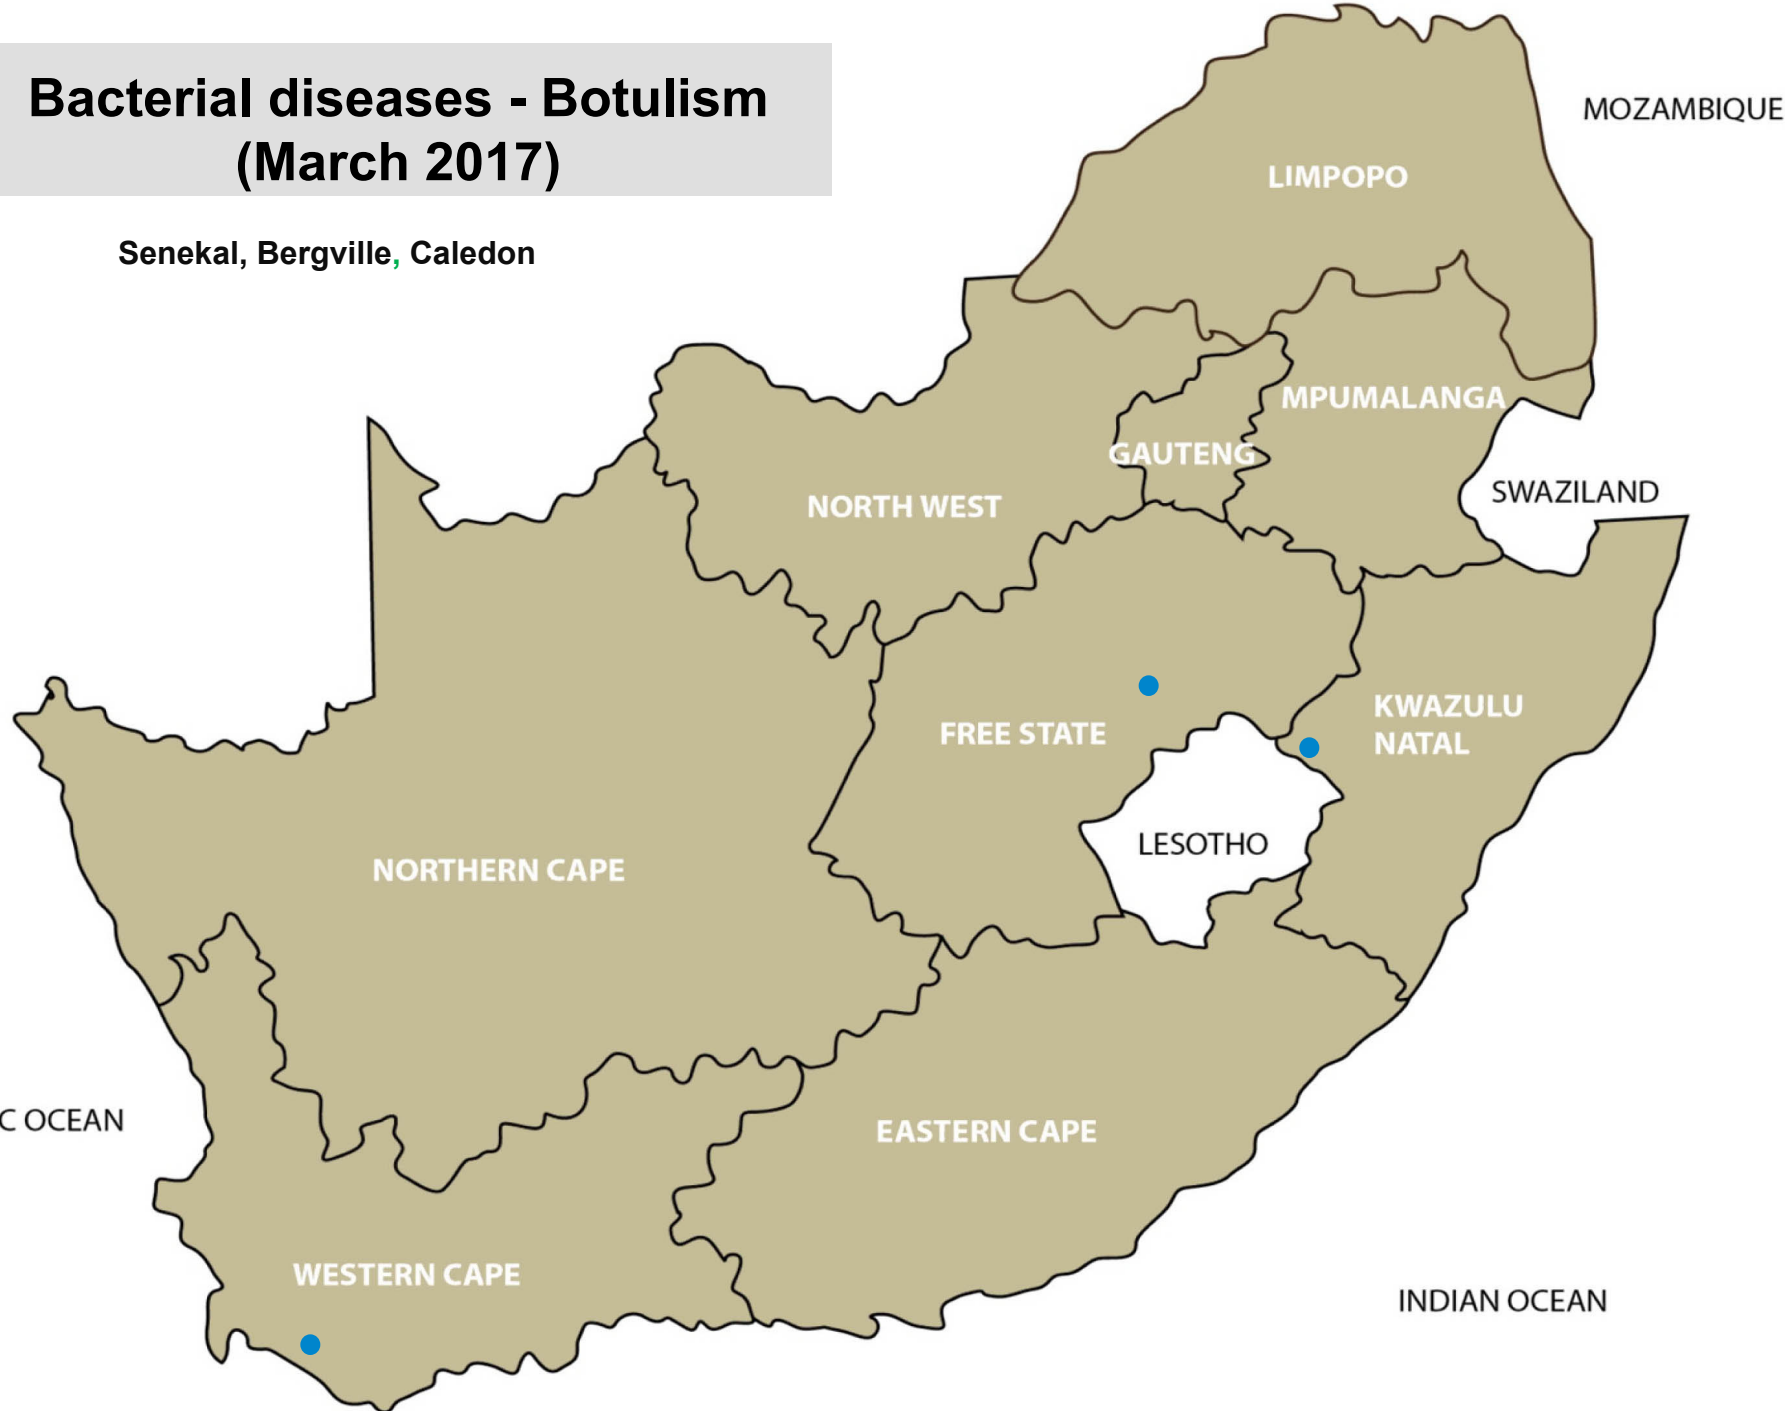 Bacterial diseases - Botulism
(March 2017)
Senekal, Bergville, Caledon
MOZAMBIQUE
LIMPOPO
MPUMALANGA
GAUTENG
NORTH WEST
SWAZILAND
KWAZULU
NATAL
FREE STATE
LESOTHO
NORTHERN CAPE
C OCEAN
EASTERN CAPE
WESTERN CAPE
INDIAN OCEAN